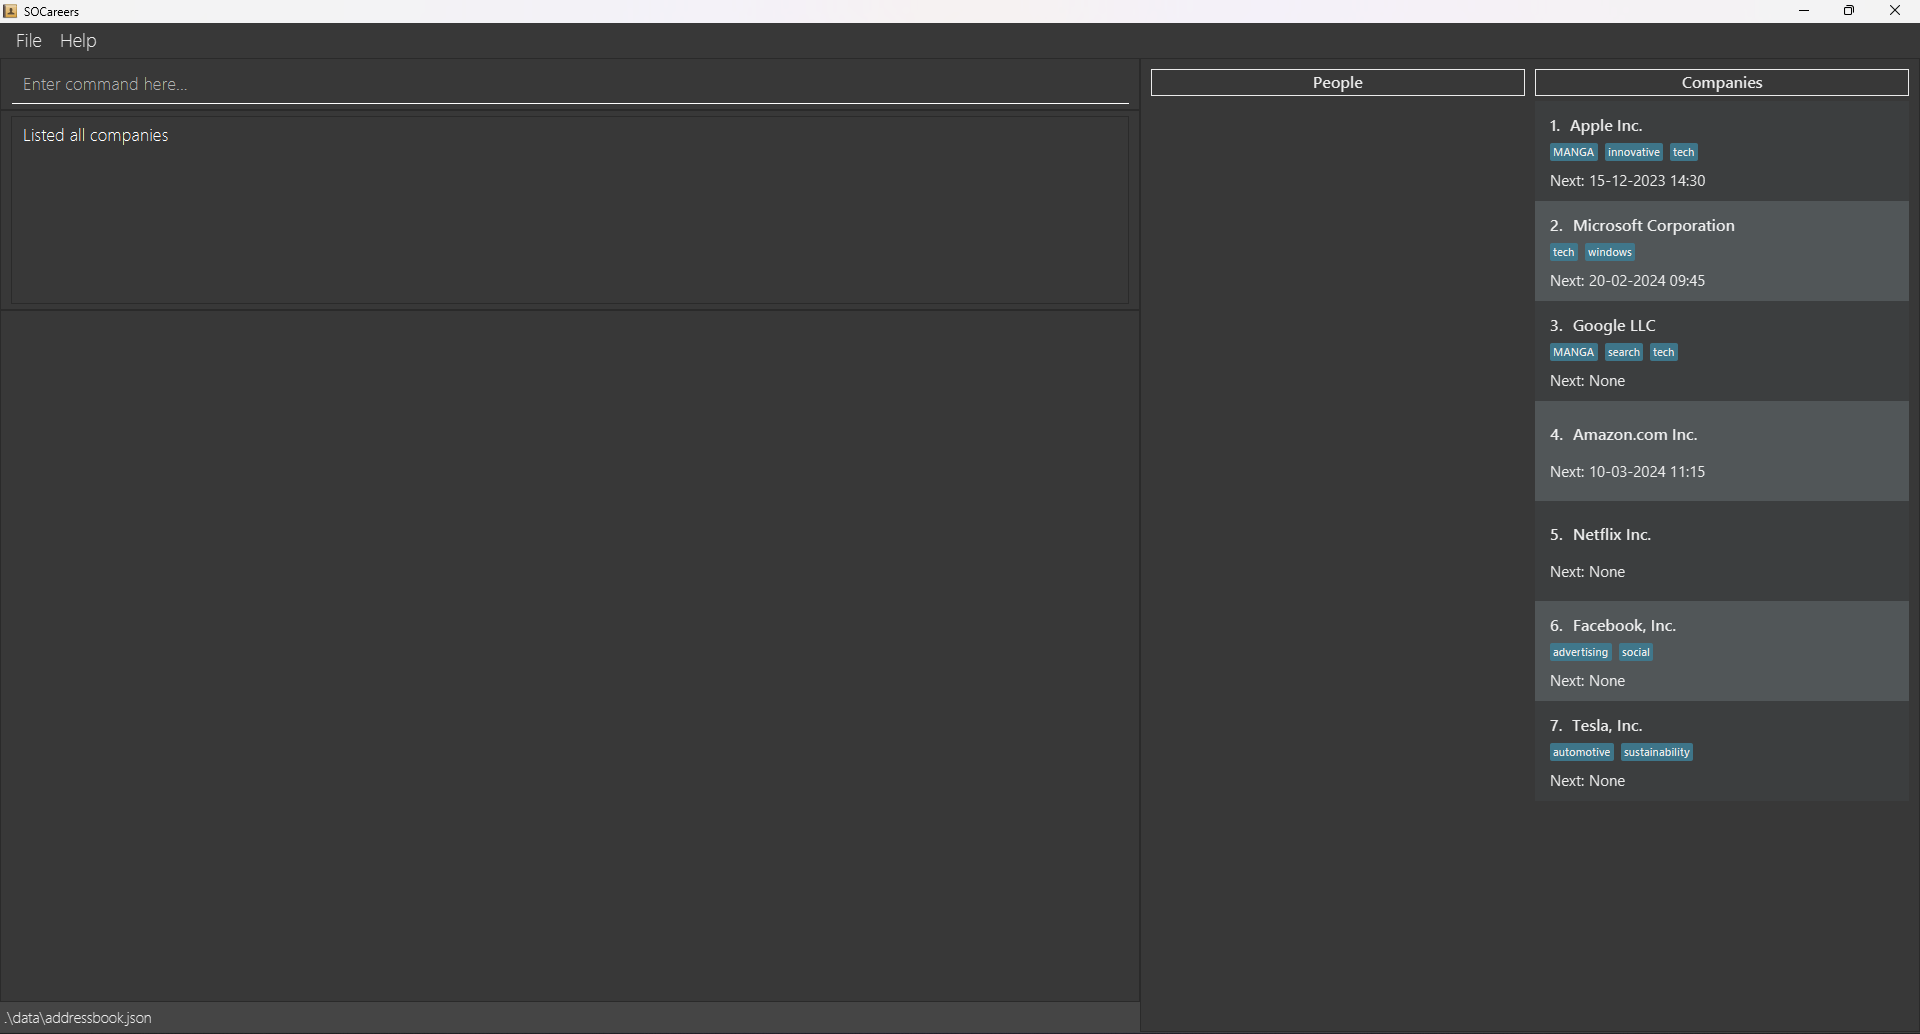 SOCareers
File Help
Enter command here...
Listed all companies
.\data\addressbook.json
People
Companies
1. Apple Inc.
MANGA innovative tech
Next: 15-12-2023 14:30
2. Microsoft Corporation
tech windows
Next: 20-02-2024 09:45
3. Google LLC
MANGA search tech
Next: None
4. Amazon.com Inc.
Next: 10-03-2024 11:15
5. Netflix Inc.
Next: None
6. Facebook, Inc.
advertising social
Next: None
7. Tesla, Inc.
automotive sustainability
Next: None